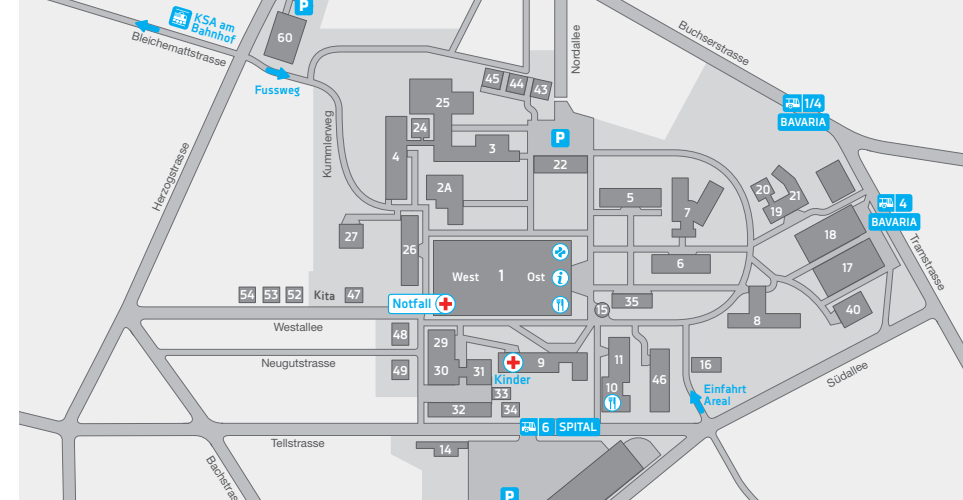 P
KSA am
Bahnhof
Bleichemattstrasse
60
Fussweg
Nordallee
Buchserstrasse
1/4
BAVARIA
45
44
43
25
24
4
3
P
22
Kummlerweg
Herzogstrasse
2A
5
7
20
21
19
4
BAVARIA
18
17
Tramstrasse
27
26
6
West
1
Ost
i
54
53
52
Kita
47
Notfall
15
35
8
40
Westallee
48
29
Neugutstrasse
49
30
31
9
Kinder
11
10
46
16
Einfahrt
Areal
Südallee
33
32
34
6
SPITAL
Tellstrasse
14
Bachstras
P